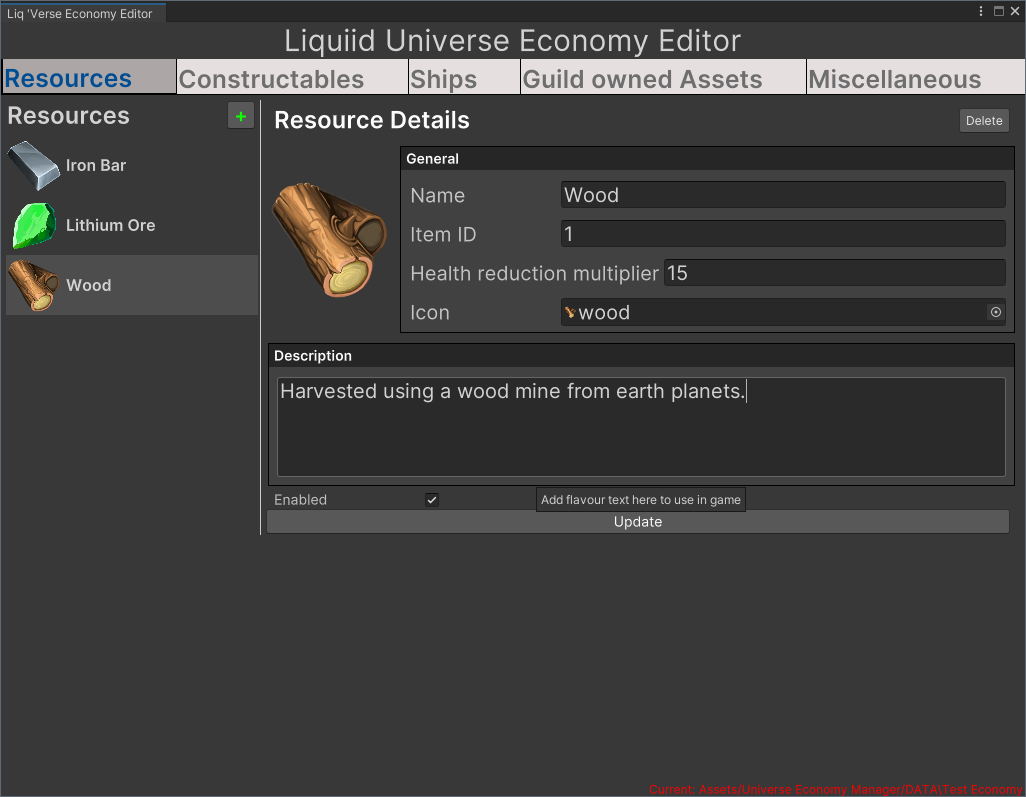 Liq 'Verse Economy Editor
Liquiid Universe Economy Editor
Resources Constructables Ships Guild owned Assets Miscellaneous
Resources +
Iron Bar
Lithium Ore
Wood
Resource Details Delete
General
Name Wood
Item ID 1
Health reduction multiplier 15
Icon wood
Description
Harvested using a wood mine from earth planets.
Enabled
Add flavour text here to use in game
Update
Current: Assets/Universe Economy Manager/DATA\Test Economy